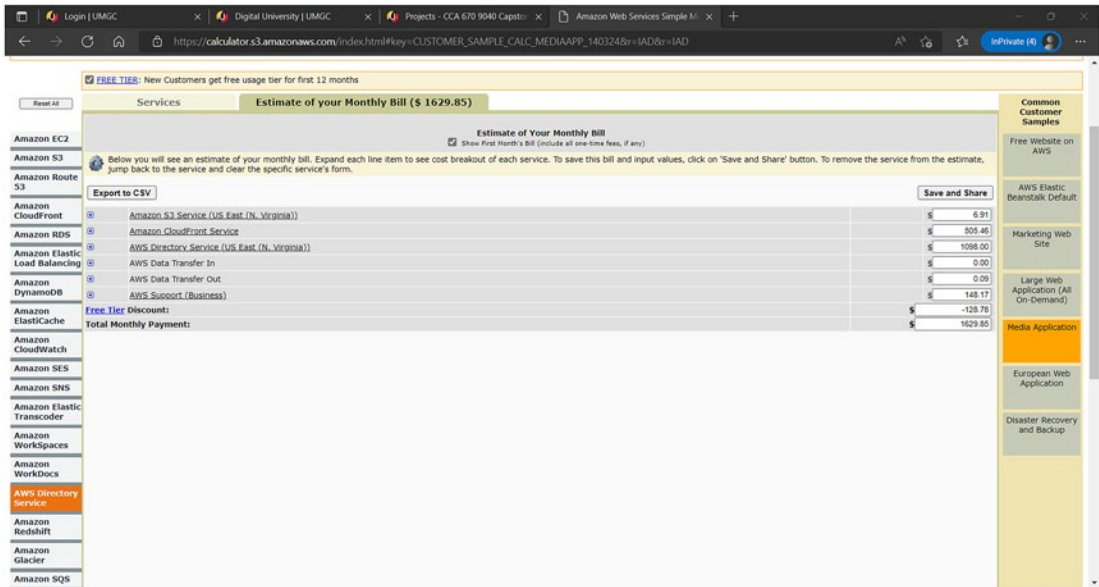 Login | UMGC
Digital University | UMGC
Projects - CCA 670 9040 Capsto
Amazon Web Services Simple M
https://calculator.s3.amazonaws.com/index.html#key=CUSTOMER_SAMPLE_CALC_MEDIAAPP_140324&r=IAD&r=IAD
InPrivate (4)
FREE TIER: New Customers get free usage tier for first 12 months
Reset All
Services
Estimate of your Monthly Bill ($ 1629.85)
Estimate of Your Monthly Bill
Show First Month's Bill (include all one-time fees, if any)
Below you will see an estimate of your monthly bill. Expand each line item to see cost breakout of each service. To save this bill and input values, click on 'Save and Share' button. To remove the service from the estimate,
jump back to the service and clear the specific service's form.
Export to CSV
Save and Share
Amazon S3 Service (US East (N. Virginia)) $ 6.91
Amazon CloudFront Service $ 505.46
AWS Directory Service (US East (N. Virginia)) $ 1098.00
AWS Data Transfer In $ 0.00
AWS Data Transfer Out $ 0.09
AWS Support (Business) $ 148.17
Free Tier Discount: $ -128.78
Total Monthly Payment: $ 1629.85
Amazon EC2
Amazon S3
Amazon Route
53
Amazon
CloudFront
Amazon RDS
Amazon Elastic
Load Balancing
Amazon
DynamoDB
Amazon
ElastiCache
Amazon
CloudWatch
Amazon SES
Amazon SNS
Amazon Elastic
Transcoder
Amazon
WorkSpaces
Amazon
WorkDocs
AWS Directory
Service
Amazon
Redshift
Amazon
Glacier
Amazon SQS
Common
Customer
Samples
Free Website on
AWS
AWS Elastic
Beanstalk Default
Marketing Web
Site
Large Web
Application (All
On-Demand)
Media Application
European Web
Application
Disaster Recovery
and Backup